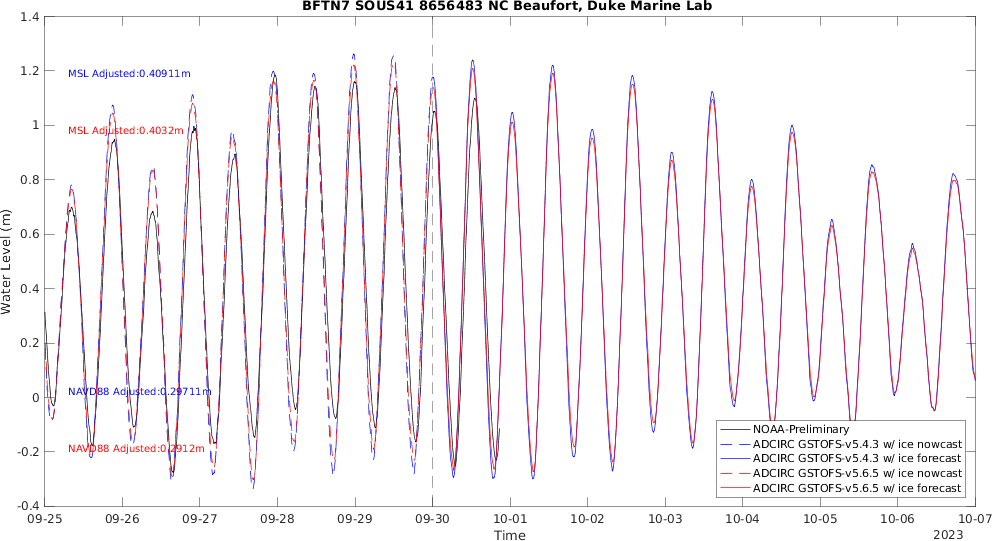 BFTN7 SOUS41 8656483 NC Beaufort, Duke Marine Lab
1.4
1.2
1
0.8
0.6
0.4
0.2
0
-0.2
-0.4
Water Level (m)
MSL Adjusted:0.40911m
MSL Adjusted:0.4032m
NAVD88 Adjusted:0.29711m
NAVD88 Adjusted:0.2912m
NOAA-Preliminary
ADCIRC GSTOFS-v5.4.3 w/ ice nowcast
ADCIRC GSTOFS-v5.4.3 w/ ice forecast
ADCIRC GSTOFS-v5.6.5 w/ ice nowcast
ADCIRC GSTOFS-v5.6.5 w/ ice forecast
09-25 09-26 09-27 09-28 09-29 09-30 10-01 10-02 10-03 10-04 10-05 10-06 10-07
Time
2023